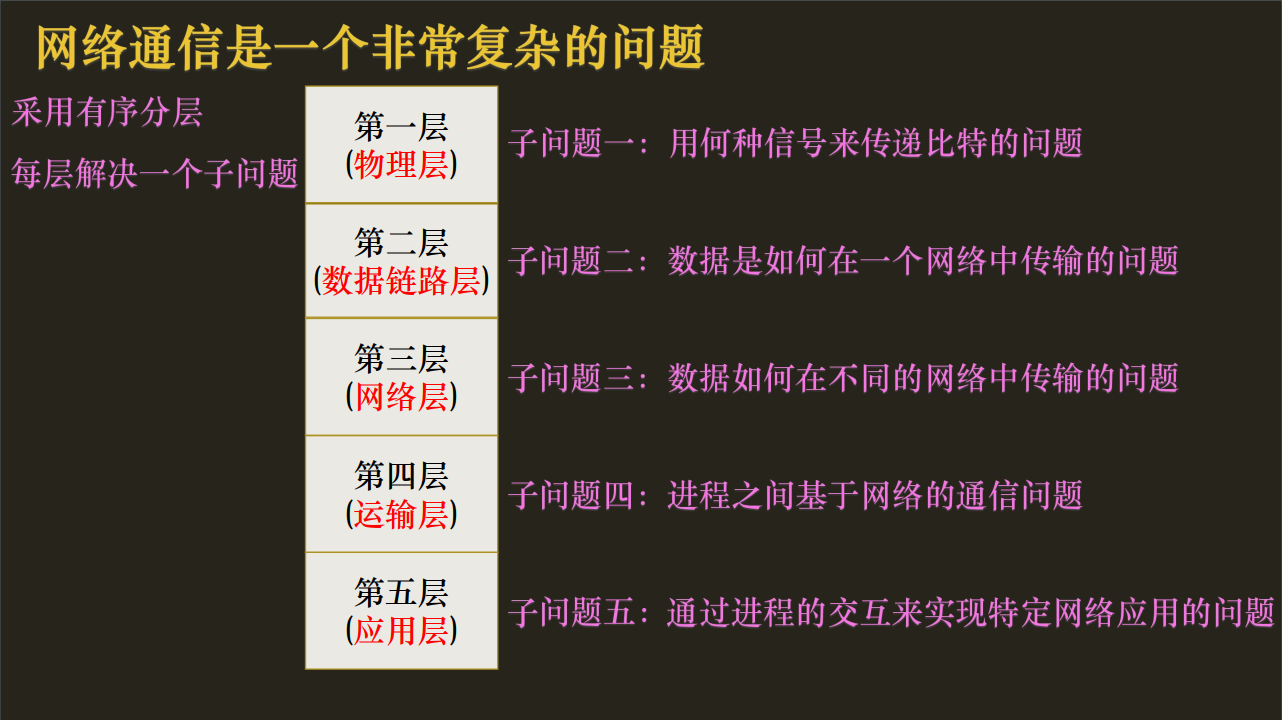 网络通信是一个非常复杂的问题
采用有序分层
每层解决一个子问题
第一层
(物理层)
子问题一：用何种信号来传递比特的问题
第二层
(数据链路层)
子问题二：数据是如何在一个网络中传输的问题
第三层
(网络层)
子问题三：数据如何在不同的网络中传输的问题
第四层
(运输层)
子问题四：进程之间基于网络的通信问题
第五层
(应用层)
子问题五：通过进程的交互来实现特定网络应用的问题